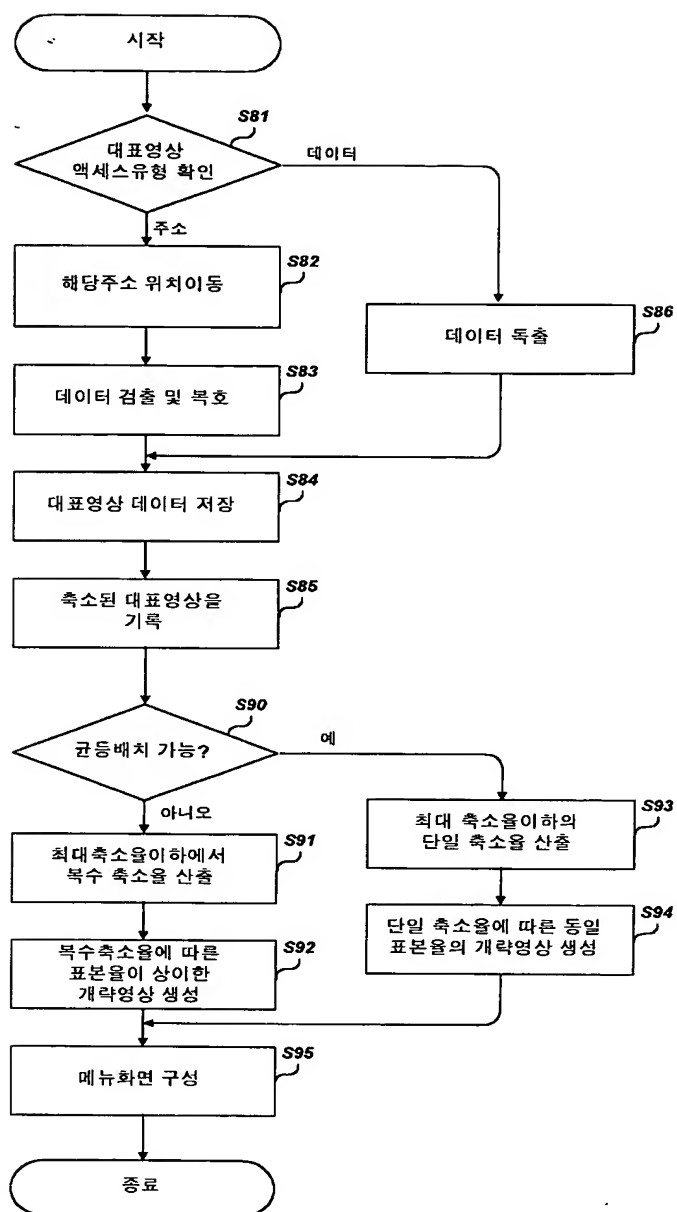 시작
S81
대표영상
액세스유형 확인
데이터
주소
S82
해당주소 위치이동
S86
데이터 독출
S83
데이터 검출 및 복호
S84
대표영상 데이터 저장
S85
축소된 대표영상을
기록
S90
균등배치 가능?
예
아니오
S91
최대축소율이하에서
복수 축소율 산출
S93
최대 축소율이하의
단일 축소율 산출
S92
복수축소율에 따른
표본율이 상이한
개략영상 생성
S94
단일 축소율에 따른 동일
표본율의 개략영상 생성
S95
메뉴화면 구성
종료